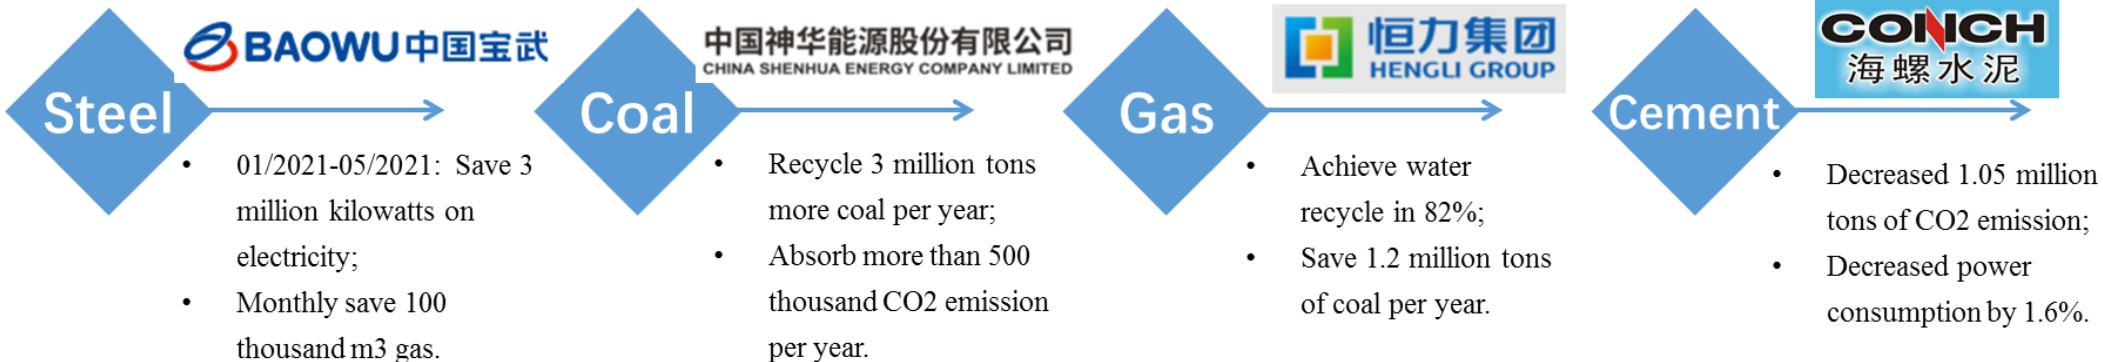 Steel
BAOWU中国宝武
• 01/2021-05/2021: Save 3
million kilowatts on
electricity;
• Monthly save 100
thousand m3 gas.
Coal
中国神华能源股份有限公司
CHINA SHENHUA ENERGY COMPANY LIMITED
• Recycle 3 million tons
more coal per year;
• Absorb more than 500
thousand CO2 emission
per year.
Gas
恒力集团
HENGLI GROUP
• Achieve water
recycle in 82%;
• Save 1.2 million tons
of coal per year.
Cement
CONCH
海螺水泥
• Decreased 1.05 million
tons of CO2 emission;
• Decreased power
consumption by 1.6%.